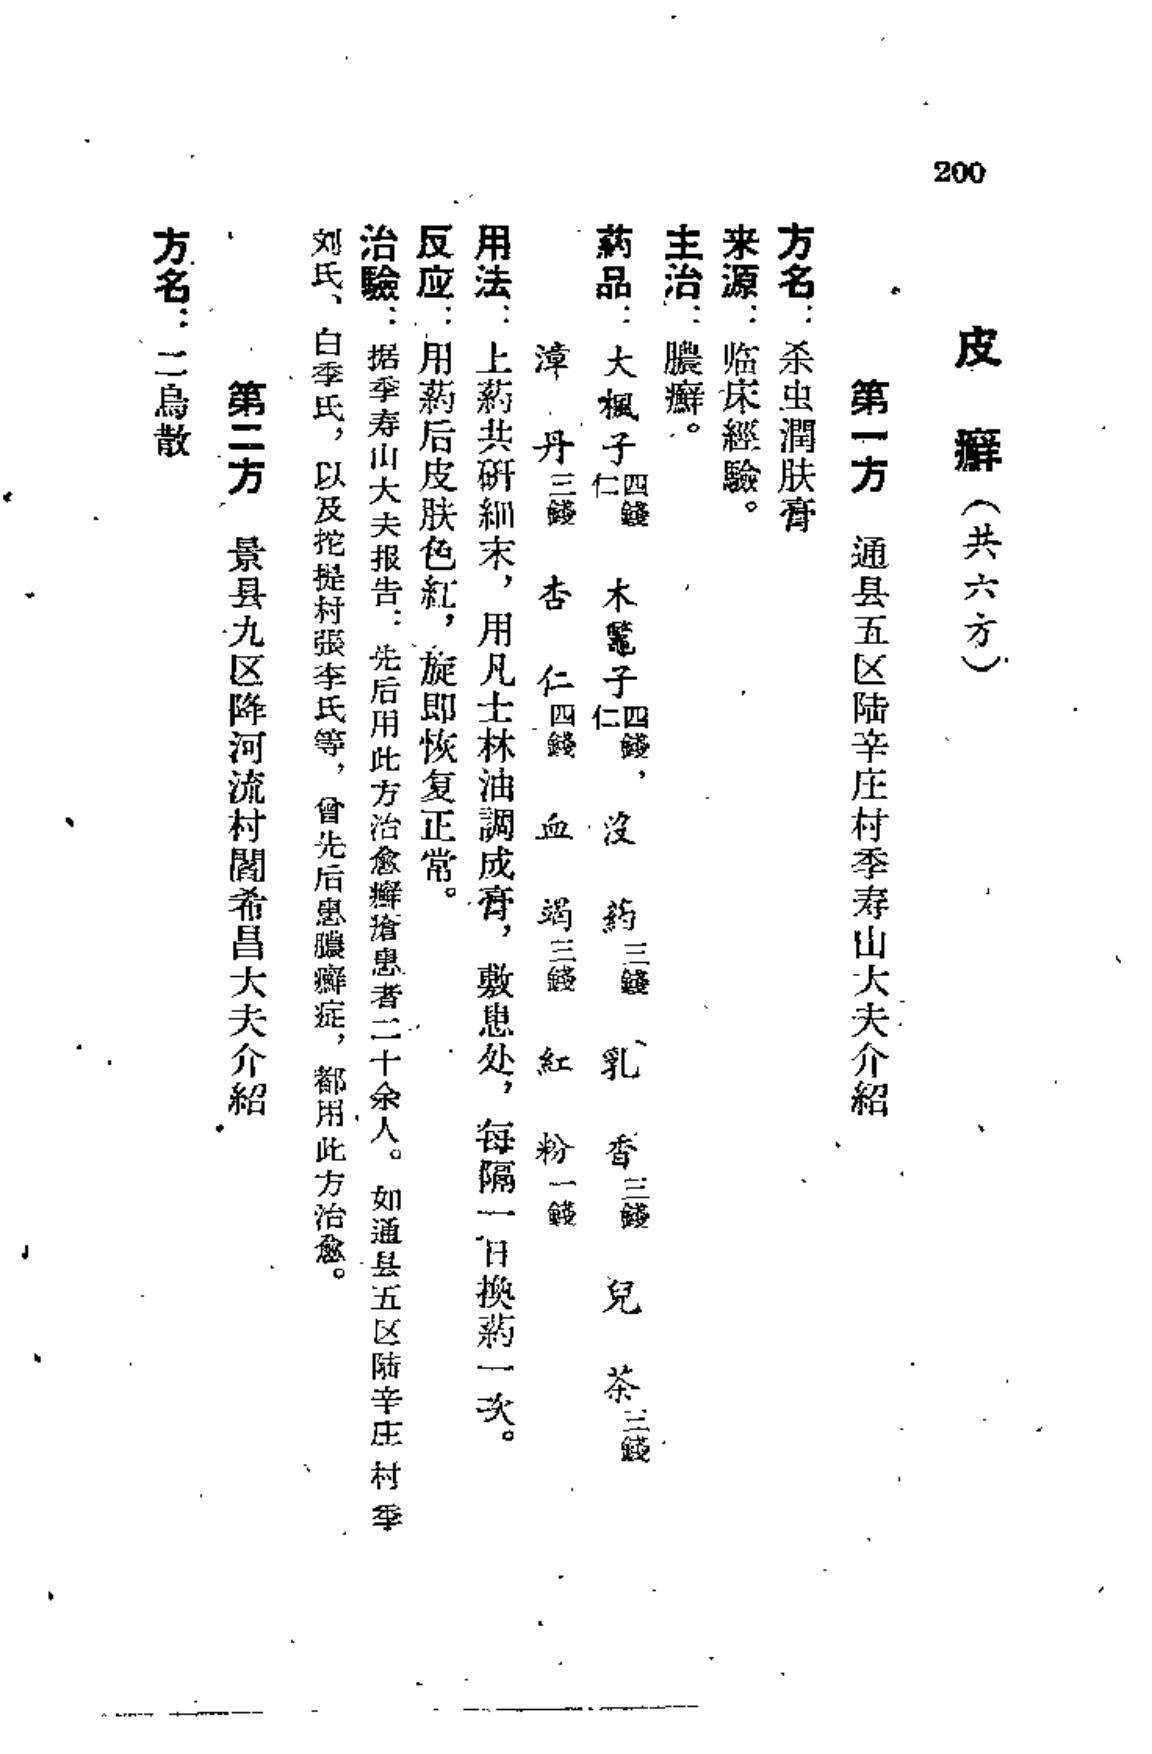 200
皮癬（共六方）
第一方　通县五区陆辛庄村季寿山大夫介紹
方名：杀虫潤肤膏
来源：临床經驗。
主治：膿癬。
葯品：大楓子仁四錢　木鼈子仁四錢，没葯三錢　乳香三錢　兒茶三錢
漳丹三錢　杏仁四錢　血竭三錢　紅粉一錢
用法：上葯共研細末，用凡士林油調成膏，敷患处，每隔一日換葯一次。
反应：用葯后皮肤色紅，旋即恢复正常。
治驗：据季寿山大夫报告：先后用此方治愈癬瘡患者二十余人。如通县五区陆辛庄村季
刘氏、白季氏，以及挖提村張李氏等，曾先后患膿癬症，都用此方治愈。
第二方　景县九区降河流村閻希昌大夫介紹
方名：二烏散